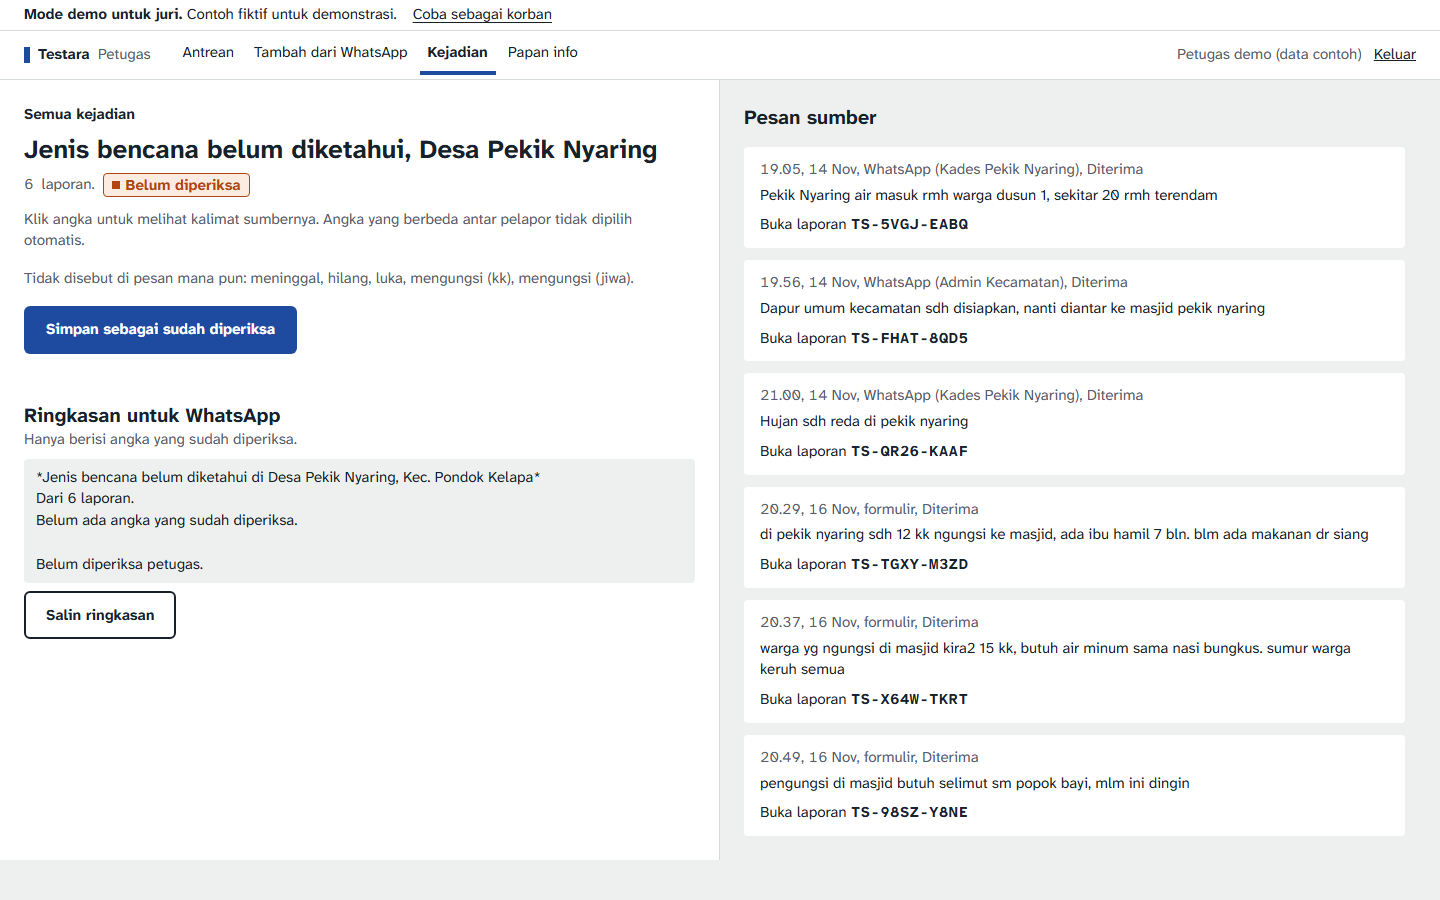 Mode demo untuk juri. Contoh fiktif untuk demonstrasi. Coba sebagai korban
Testara Petugas Antrean Tambah dari WhatsApp Kejadian Papan info Petugas demo (data contoh) Keluar
Semua kejadian
Jenis bencana belum diketahui, Desa Pekik Nyaring
6 laporan. Belum diperiksa
Klik angka untuk melihat kalimat sumbernya. Angka yang berbeda antar pelapor tidak dipilih
otomatis.
Tidak disebut di pesan mana pun: meninggal, hilang, luka, mengungsi (kk), mengungsi (jiwa).
Simpan sebagai sudah diperiksa
Ringkasan untuk WhatsApp
Hanya berisi angka yang sudah diperiksa.
*Jenis bencana belum diketahui di Desa Pekik Nyaring, Kec. Pondok Kelapa*
Dari 6 laporan.
Belum ada angka yang sudah diperiksa.
Belum diperiksa petugas.
Salin ringkasan
Pesan sumber
19.05, 14 Nov, WhatsApp (Kades Pekik Nyaring), Diterima
Pekik Nyaring air masuk rmh warga dusun 1, sekitar 20 rmh terendam
Buka laporan TS-5VGJ-EABQ
19.56, 14 Nov, WhatsApp (Admin Kecamatan), Diterima
Dapur umum kecamatan sdh disiapkan, nanti diantar ke masjid pekik nyaring
Buka laporan TS-FHAT-8QD5
21.00, 14 Nov, WhatsApp (Kades Pekik Nyaring), Diterima
Hujan sdh reda di pekik nyaring
Buka laporan TS-QR26-KAAF
20.29, 16 Nov, formulir, Diterima
di pekik nyaring sdh 12 kk ngungsi ke masjid, ada ibu hamil 7 bln. blm ada makanan dr siang
Buka laporan TS-TGXY-M3ZD
20.37, 16 Nov, formulir, Diterima
warga yg ngungsi di masjid kira2 15 kk, butuh air minum sama nasi bungkus. sumur warga
keruh semua
Buka laporan TS-X64W-TKRT
20.49, 16 Nov, formulir, Diterima
pengungsi di masjid butuh selimut sm popok bayi, mlm ini dingin
Buka laporan TS-98SZ-Y8NE